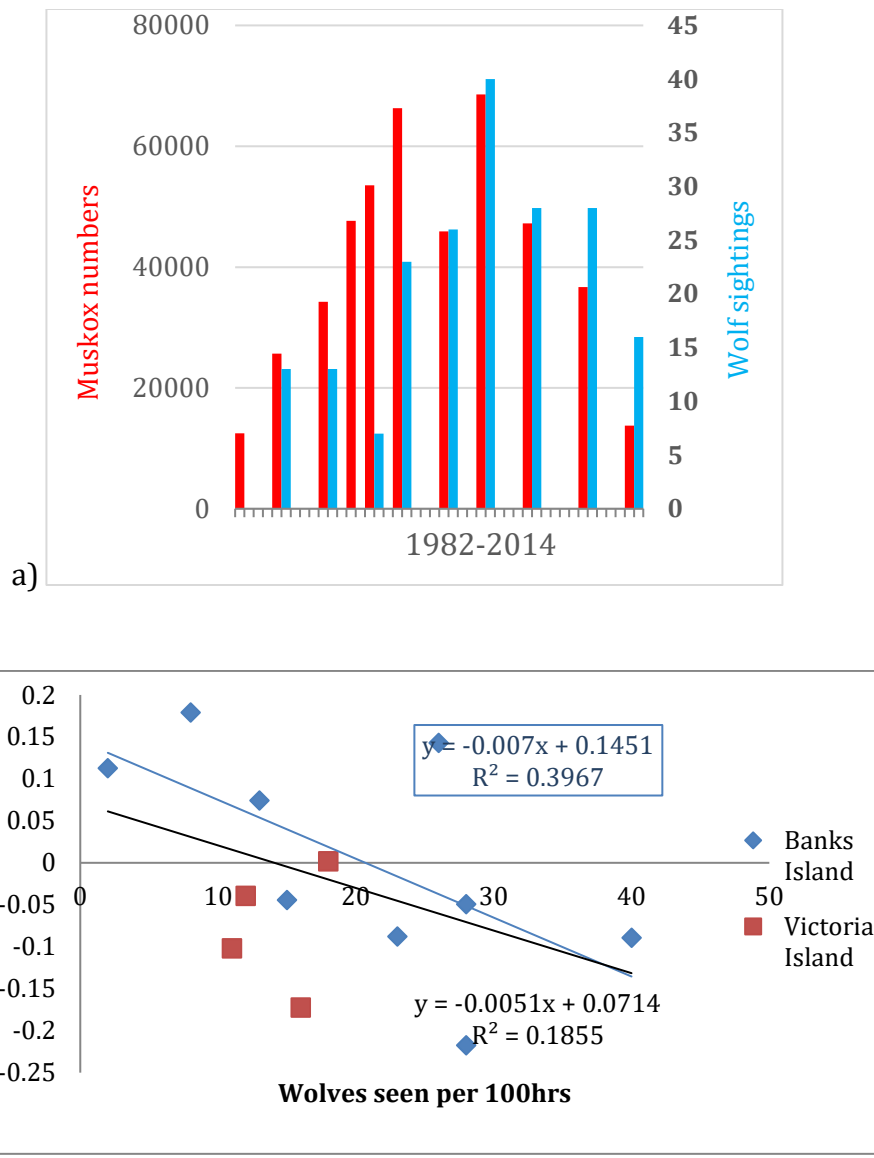 80000
60000
40000
20000
0
Muskox numbers
45
40
35
30
25
20
15
10
5
0
Wolf sightings
1982-2014
a)
0.2
0.15
0.1
0.05
0
-0.05
-0.1
-0.15
-0.2
-0.25
0 10 20 30 40 50
y = -0.007x + 0.1451
R² = 0.3967
y = -0.0051x + 0.0714
R² = 0.1855
Banks
Island
Victoria
Island
Wolves seen per 100hrs